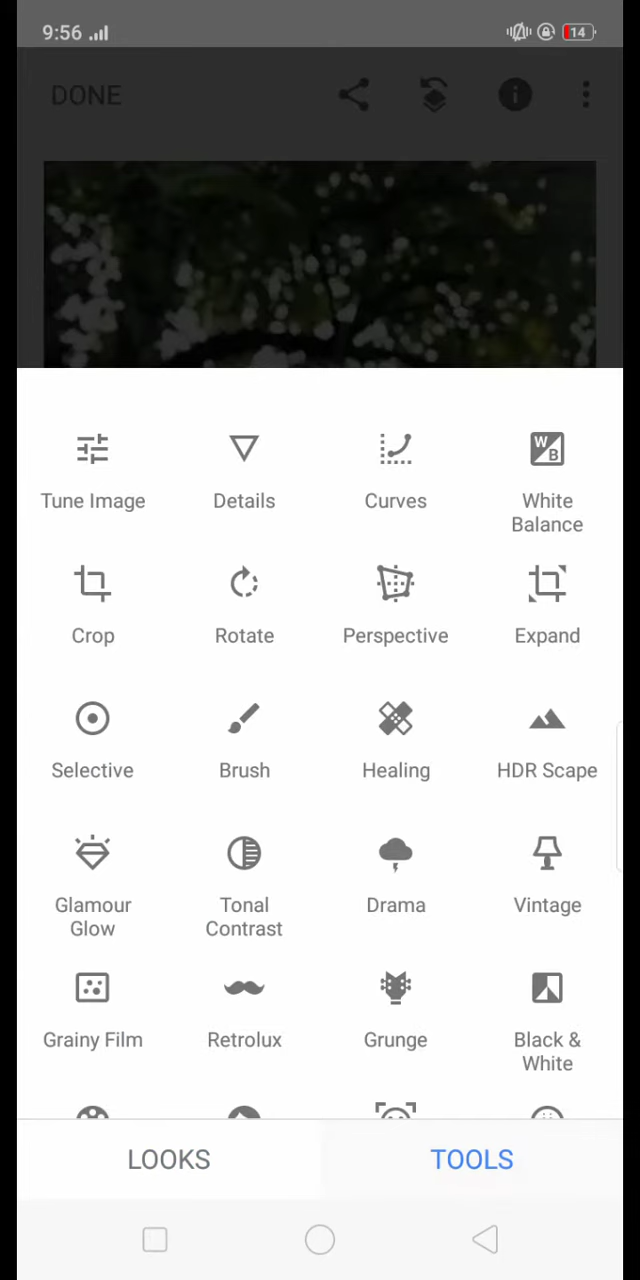 9:56
14
DONE
Tune Image
Details
Curves
W
B
White
Balance
Crop
Rotate
Perspective
Expand
Selective
Brush
Healing
HDR Scape
Glamour
Glow
Tonal
Contrast
Drama
Vintage
Grainy Film
Retrolux
Grunge
Black &
White
LOOKS
TOOLS